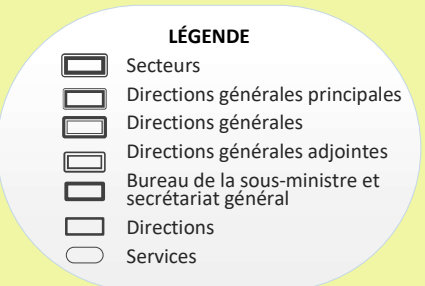 LÉGENDE
Secteurs
Directions générales principales
Directions générales
Directions générales adjointes
Bureau de la sous-ministre et
secrétariat général
Directions
Services